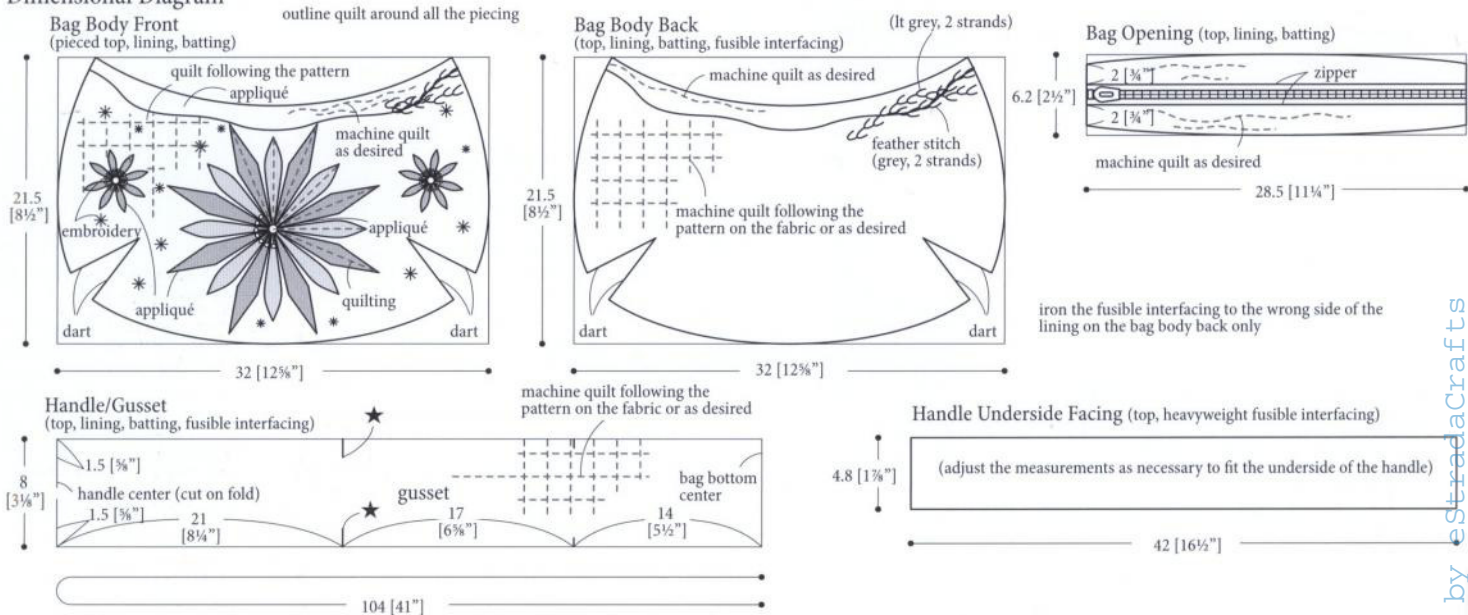 Dimensional Diagram
outline quilt around all the piecing
Bag Body Front
(pieced top, lining, batting)
quilt following the pattern
appliqué
machine quilt
as desired
21.5
[8½”]
embroidery
appliqué
appliqué
quilting
dart
dart
32 [12⅝”]
Bag Body Back
(top, lining, batting, fusible interfacing)
(lt grey, 2 strands)
machine quilt as desired
feather stitch
(grey, 2 strands)
21.5
[8½”]
machine quilt following the
pattern on the fabric or as desired
dart
dart
32 [12⅝”]
Bag Opening (top, lining, batting)
2 [¾”]
zipper
6.2 [2½”]
2 [¾”]
machine quilt as desired
28.5 [11¼”]
iron the fusible interfacing to the wrong side of the
lining on the bag body back only
Handle/Gusset
(top, lining, batting, fusible interfacing)
machine quilt following the
pattern on the fabric or as desired
1.5 [⅝”]
8
[3⅛”]
handle center (cut on fold)
1.5 [⅝”]
21
[8¼”]
gusset
17
[6⅝”]
bag bottom
center
14
[5½”]
104 [41”]
Handle Underside Facing (top, heavyweight fusible interfacing)
4.8 [1⅞”]
(adjust the measurements as necessary to fit the underside of the handle)
42 [16½”]
by eStradaCrafts